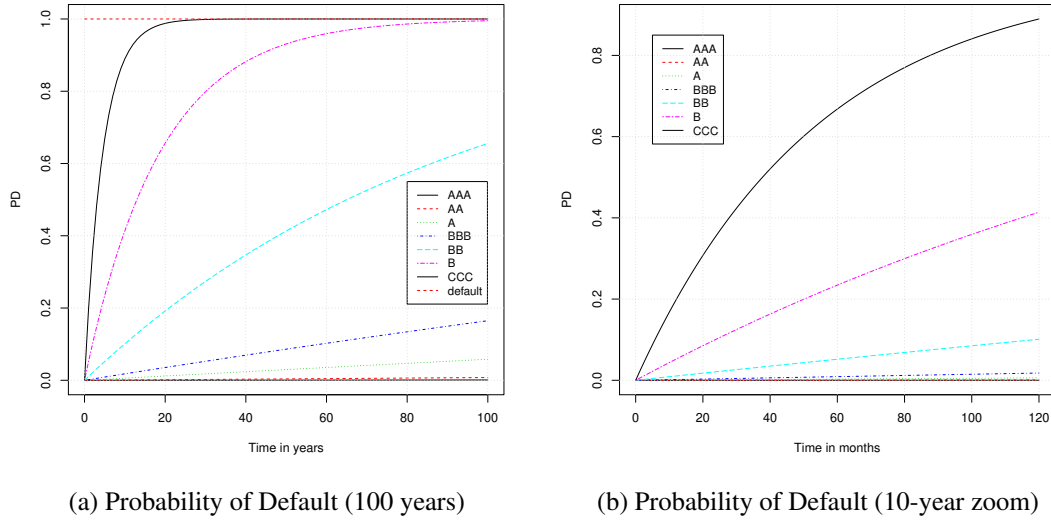 PD
1.0
0.8
0.6
0.4
0.2
0.0
AAA
AA
A
BBB
BB
B
CCC
default
0 20 40 60 80 100
Time in years
(a) Probability of Default (100 years)
PD
0.8
0.6
0.4
0.2
0.0
AAA
AA
A
BBB
BB
B
CCC
0 20 40 60 80 100 120
Time in months
(b) Probability of Default (10-year zoom)